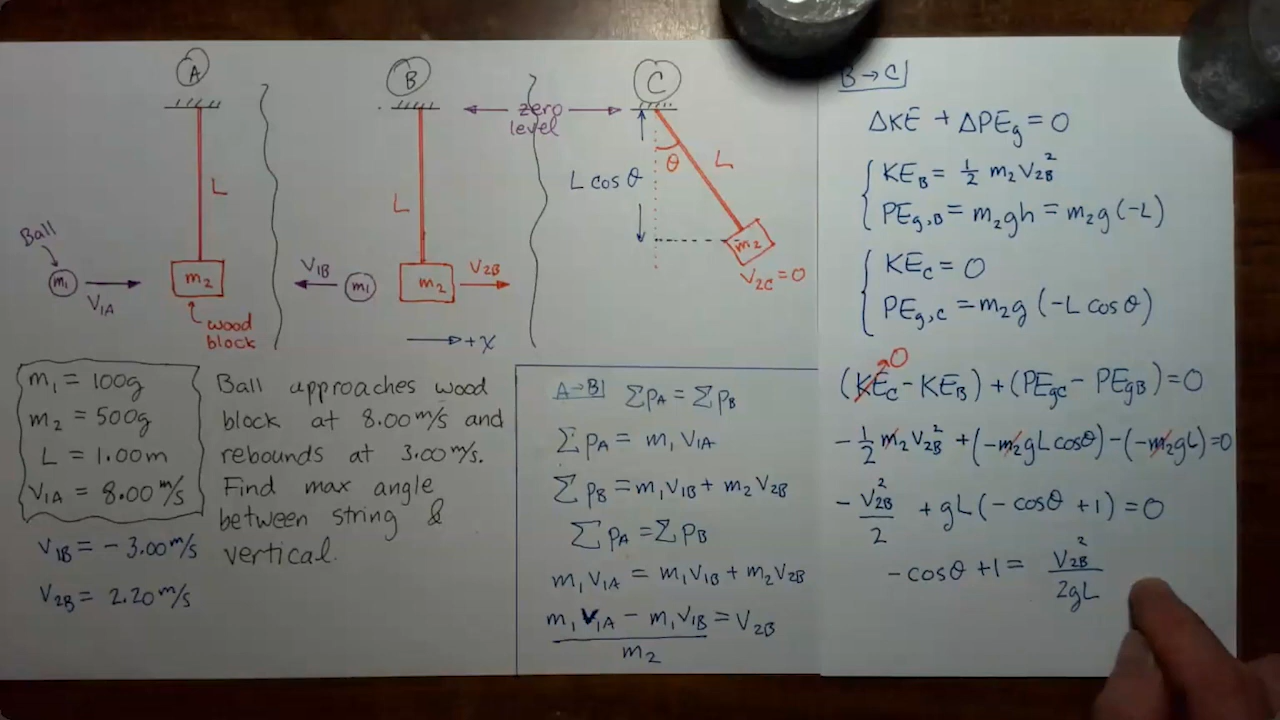 A
B
C
zero
level
L
L
L cos θ
θ
L
Ball
m₁
V₁A
m₂
wood
block
V₁B
m₁
m₂
V₂B
+x
m₂
V₂C = 0
m₁ = 100g
m₂ = 500g
L = 1.00m
V₁A = 8.00 m/s
V₁B = - 3.00 m/s
V₂B = 2.20 m/s
Ball approaches wood
block at 8.00 m/s and
rebounds at 3.00 m/s.
Find max angle
between string &
vertical.
A→B
ΣpA = ΣpB
ΣpA = m₁V₁A
ΣpB = m₁V₁B + m₂V₂B
ΣpA = ΣpB
m₁V₁A = m₁V₁B + m₂V₂B
(m₁V₁A - m₁V₁B)/m₂ = V₂B
B→C
ΔKE + ΔPEg = 0
KEB = ½ m₂V₂B²
PEg,B = m₂gh = m₂g(-L)
KEC = 0
PEg,C = m₂g(-L cosθ)
0
(KEC - KEB) + (PEgC - PEgB) = 0
-½ m₂V₂B² + (-m₂gLcosθ) - (-m₂gL) = 0
-V₂B²/2 + gL(-cosθ + 1) = 0
-cosθ + 1 = V₂B²/2gL